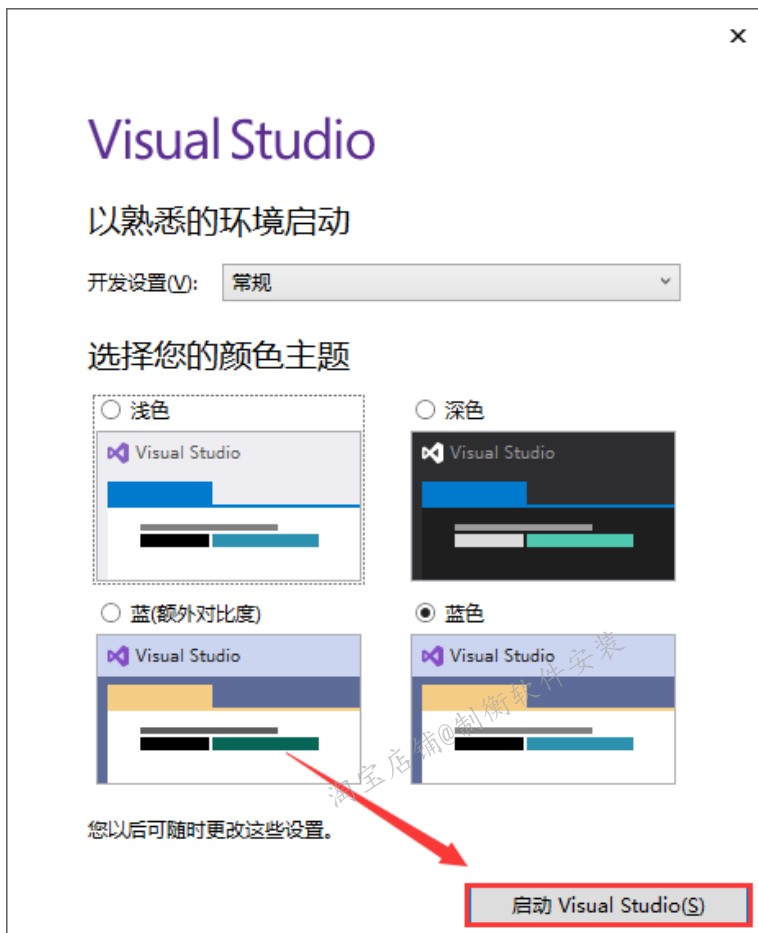 Visual Studio
以熟悉的环境启动
开发设置(V): 常规
选择您的颜色主题
浅色 深色
Visual Studio Visual Studio
蓝(额外对比度) 蓝色
Visual Studio Visual Studio
淘宝店铺@制衡软件安装
您以后可随时更改这些设置。
启动 Visual Studio(S)